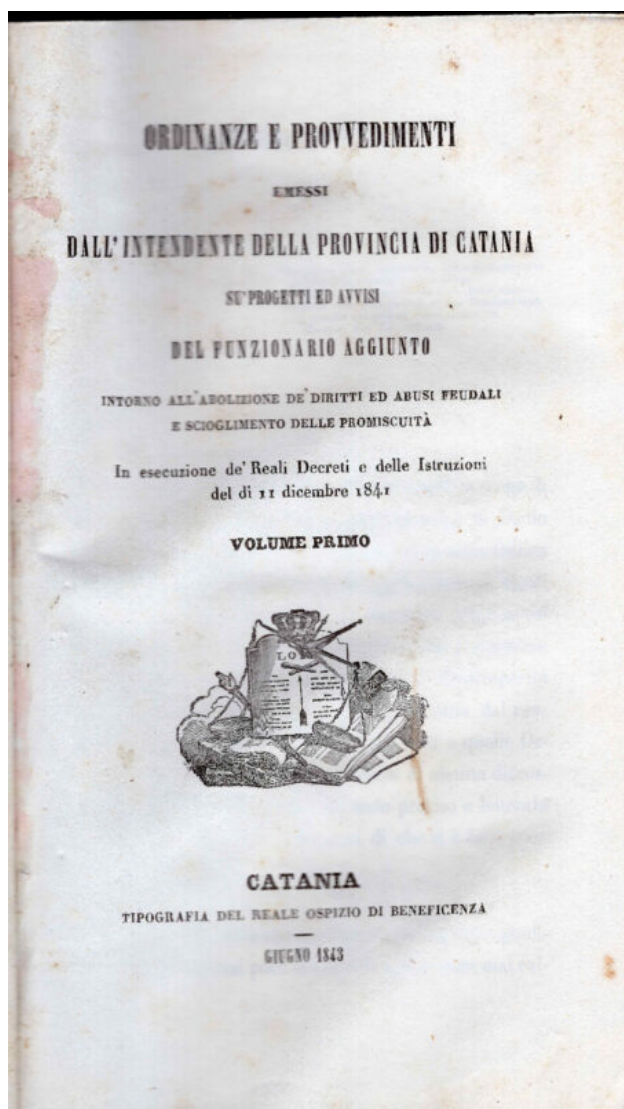 ORDINANZE E PROVVEDIMENTI
EMESSI
DALL'INTENDENTE DELLA PROVINCIA DI CATANIA
SU'PROGETTI ED AVVISI
DEL FUNZIONARIO AGGIUNTO
INTORNO ALL'ABOLIZIONE DE'DIRITTI ED ABUSI FEUDALI
E SCIOGLIMENTO DELLE PROMISCUITÀ
In esecuzione de' Reali Decreti e delle Istruzioni
del dì 11 dicembre 1841
VOLUME PRIMO
CATANIA
TIPOGRAFIA DEL REALE OSPIZIO DI BENEFICENZA
GIUGNO 1843